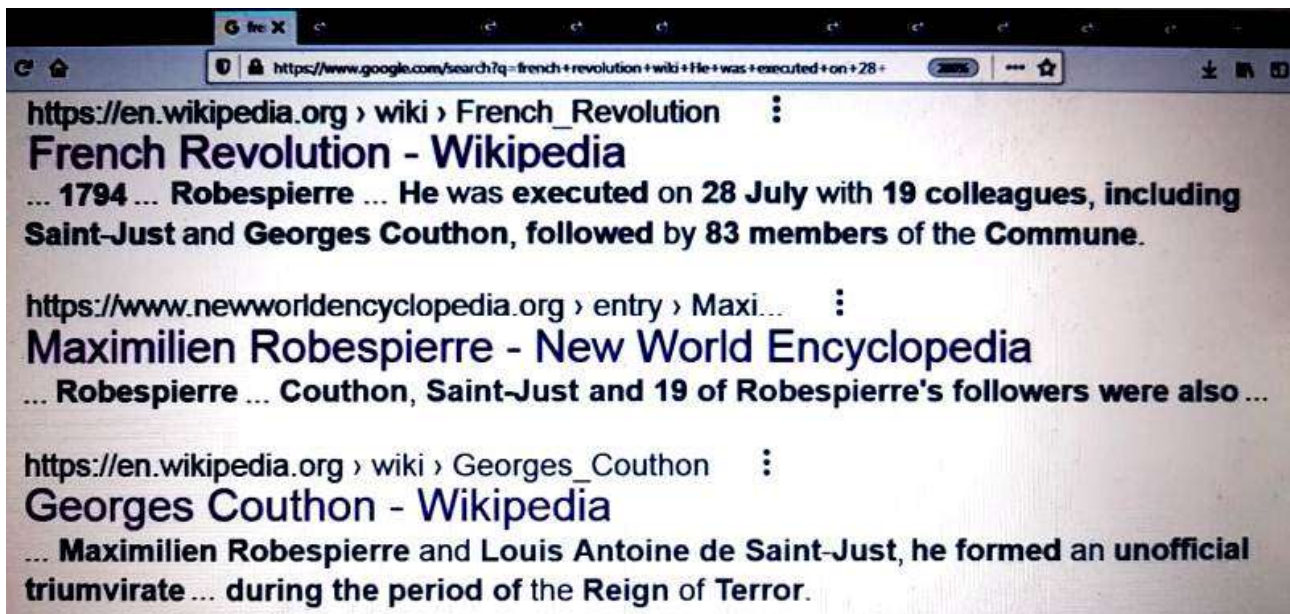 G fre X
https://www.google.com/search?q=french+revolution+wiki+He+was+executed+on+28+ 200%
https://en.wikipedia.org › wiki › French_Revolution
French Revolution - Wikipedia
... 1794 ... Robespierre ... He was executed on 28 July with 19 colleagues, including
Saint-Just and Georges Couthon, followed by 83 members of the Commune.
https://www.newworldencyclopedia.org › entry › Maxi...
Maximilien Robespierre - New World Encyclopedia
... Robespierre ... Couthon, Saint-Just and 19 of Robespierre's followers were also ...
https://en.wikipedia.org › wiki › Georges_Couthon
Georges Couthon - Wikipedia
... Maximilien Robespierre and Louis Antoine de Saint-Just, he formed an unofficial
triumvirate ... during the period of the Reign of Terror.